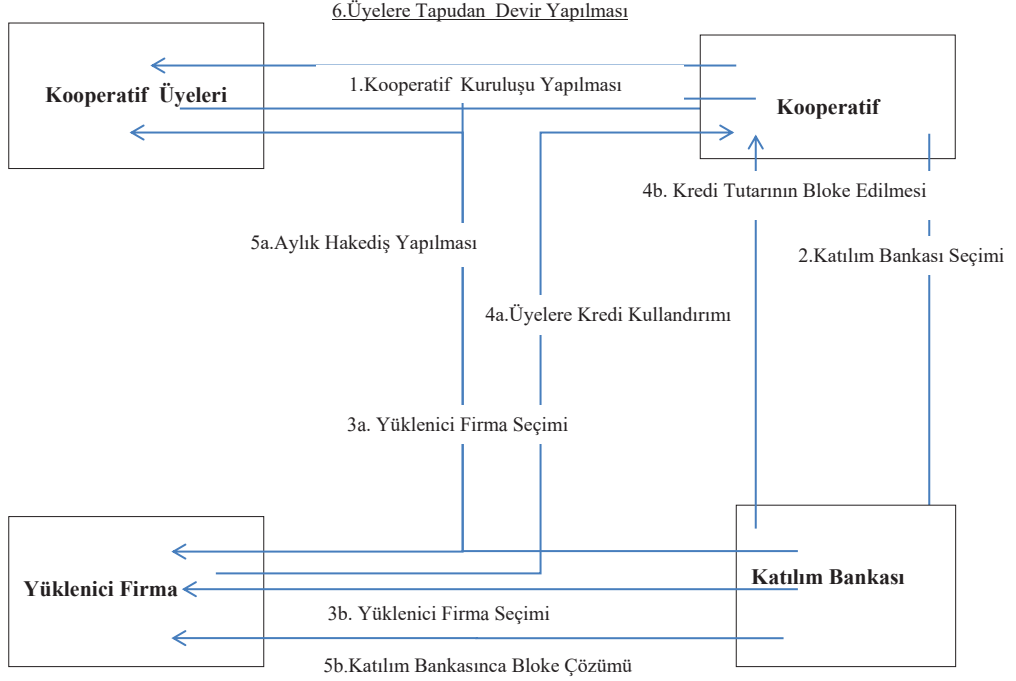 6.Üyelere Tapudan Devir Yapılması
1.Kooperatif Kuruluşu Yapılması
Kooperatif Üyeleri
Kooperatif
4b. Kredi Tutarının Bloke Edilmesi
5a.Aylık Hakediş Yapılması
2.Katılım Bankası Seçimi
4a.Üyelere Kredi Kullandırımı
3a. Yüklenici Firma Seçimi
Yüklenici Firma
Katılım Bankası
3b. Yüklenici Firma Seçimi
5b.Katılım Bankasınca Bloke Çözümü